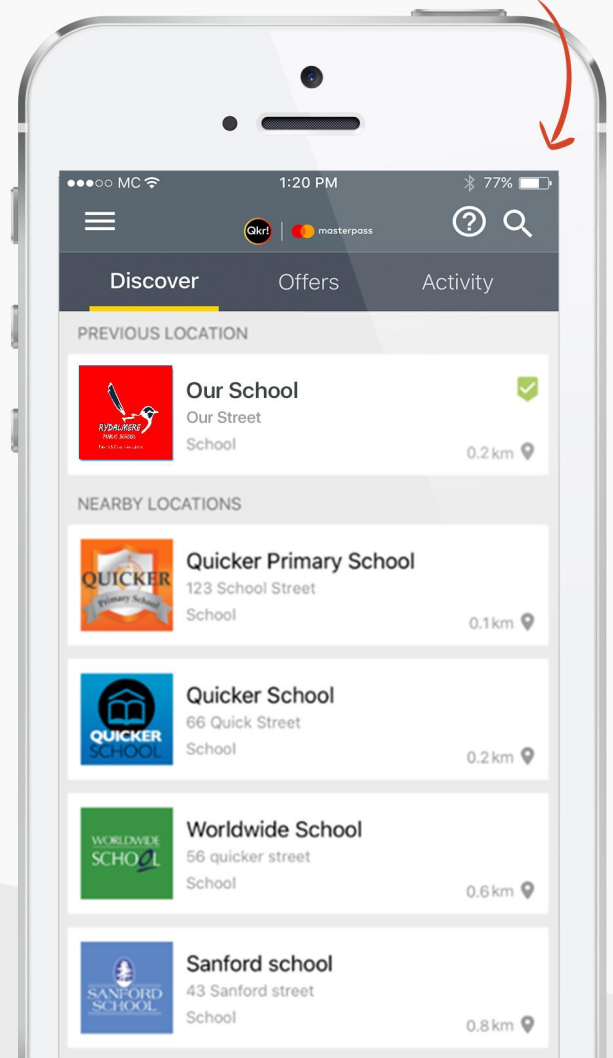 MC
1:20 PM
77%
Qkr!
masterpass
Discover
Offers
Activity
PREVIOUS LOCATION
RYDALMERE
PUBLIC SCHOOL
Our School
Our Street
School
0.2 km
NEARBY LOCATIONS
QUICKER
Primary School
Quicker Primary School
123 School Street
School
0.1 km
QUICKER
SCHOOL
Quicker School
66 Quick Street
School
0.2 km
WORLDWIDE
SCHOOL
Worldwide School
56 quicker street
School
0.6 km
SANFORD
SCHOOL
Sanford school
43 Sanford street
School
0.8 km